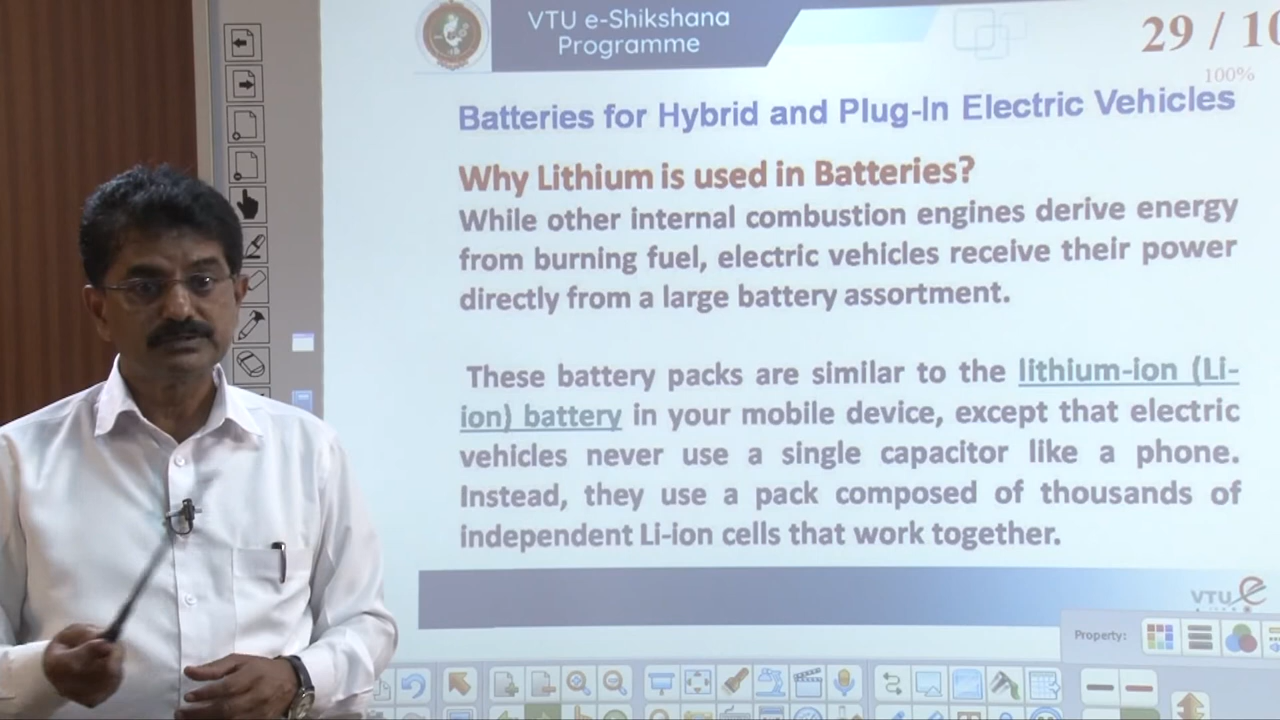 VTU e-Shikshana
Programme
29 / 10
100%
Batteries for Hybrid and Plug-In Electric Vehicles
Why Lithium is used in Batteries?
While other internal combustion engines derive energy
from burning fuel, electric vehicles receive their power
directly from a large battery assortment.
These battery packs are similar to the lithium-ion (Li-
ion) battery in your mobile device, except that electric
vehicles never use a single capacitor like a phone.
Instead, they use a pack composed of thousands of
independent Li-ion cells that work together.
VTU e
Property: